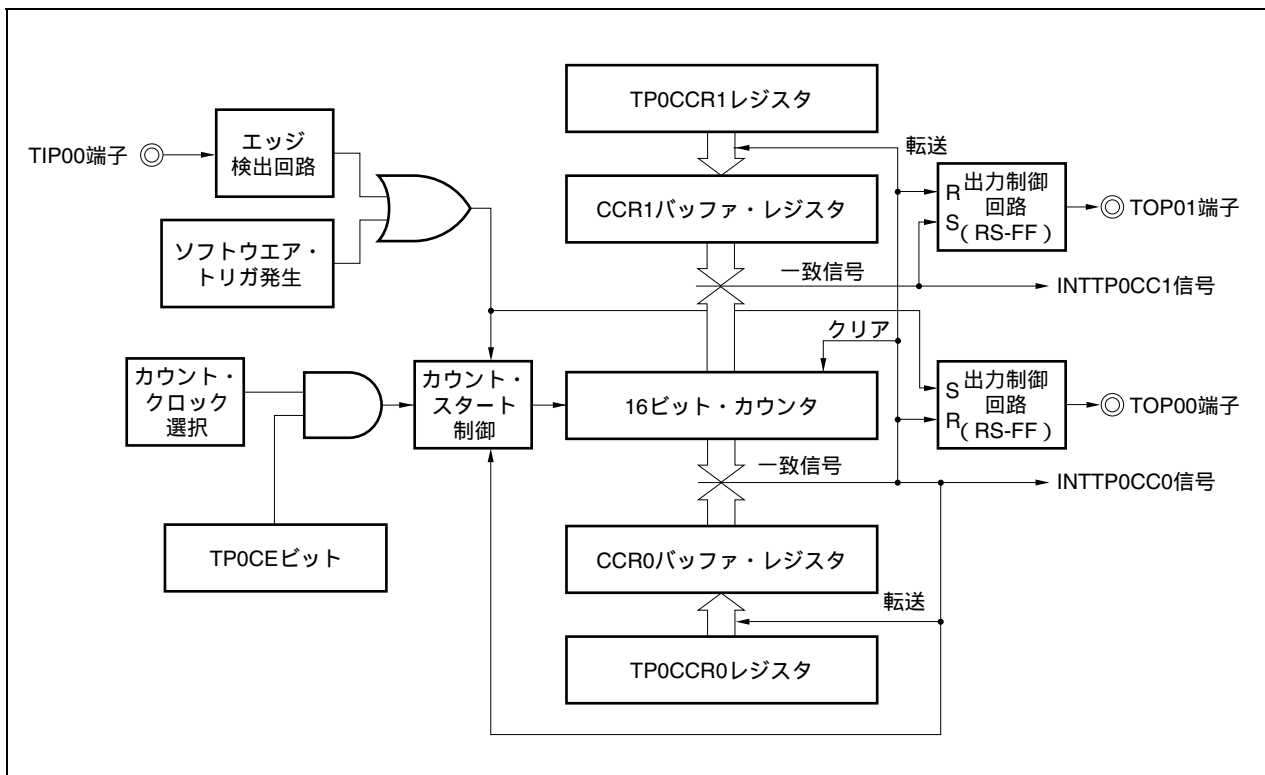 TP0CCR1レジスタ
転送
TIP00端子
エッジ
検出回路
CCR1バッファ・レジスタ
R
S
出力制御
回路
(RS-FF)
TOP01端子
ソフトウエア・
トリガ発生
一致信号
INTTP0CC1信号
クリア
カウント・
クロック
選択
カウント・
スタート
制御
16ビット・カウンタ
S
R
出力制御
回路
(RS-FF)
TOP00端子
一致信号
INTTP0CC0信号
TP0CEビット
CCR0バッファ・レジスタ
転送
TP0CCR0レジスタ